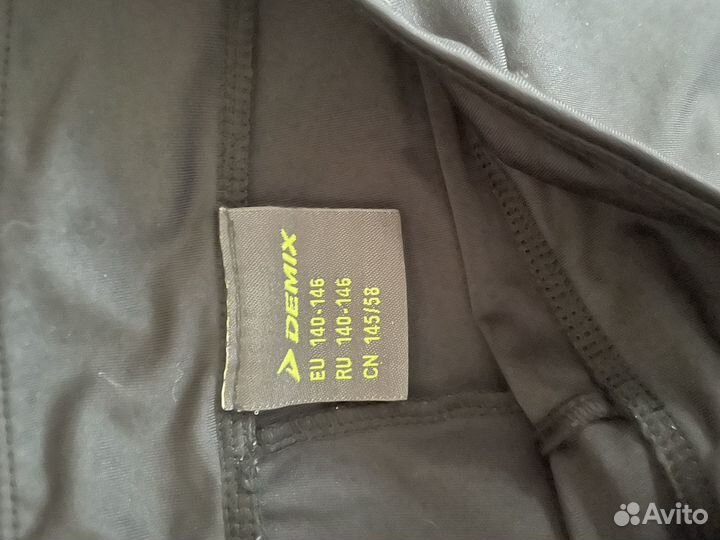 DEMIX
EU 140-146
RU 140-146
CN 145/58
Avito